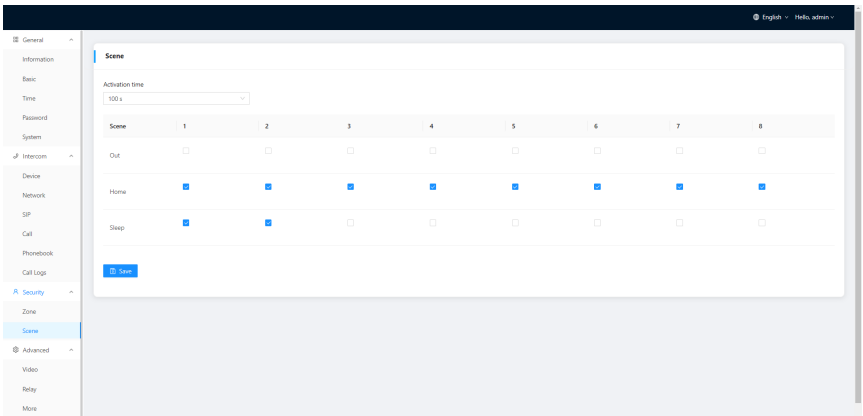 English Hello, admin
General
Information
Basic
Time
Password
System
Intercom
Device
Network
SIP
Call
Phonebook
Call Logs
Security
Zone
Scene
Advanced
Video
Relay
More
Scene
Activation time
100 s
Scene 1 2 3 4 5 6 7 8
Out
Home
Sleep
Save